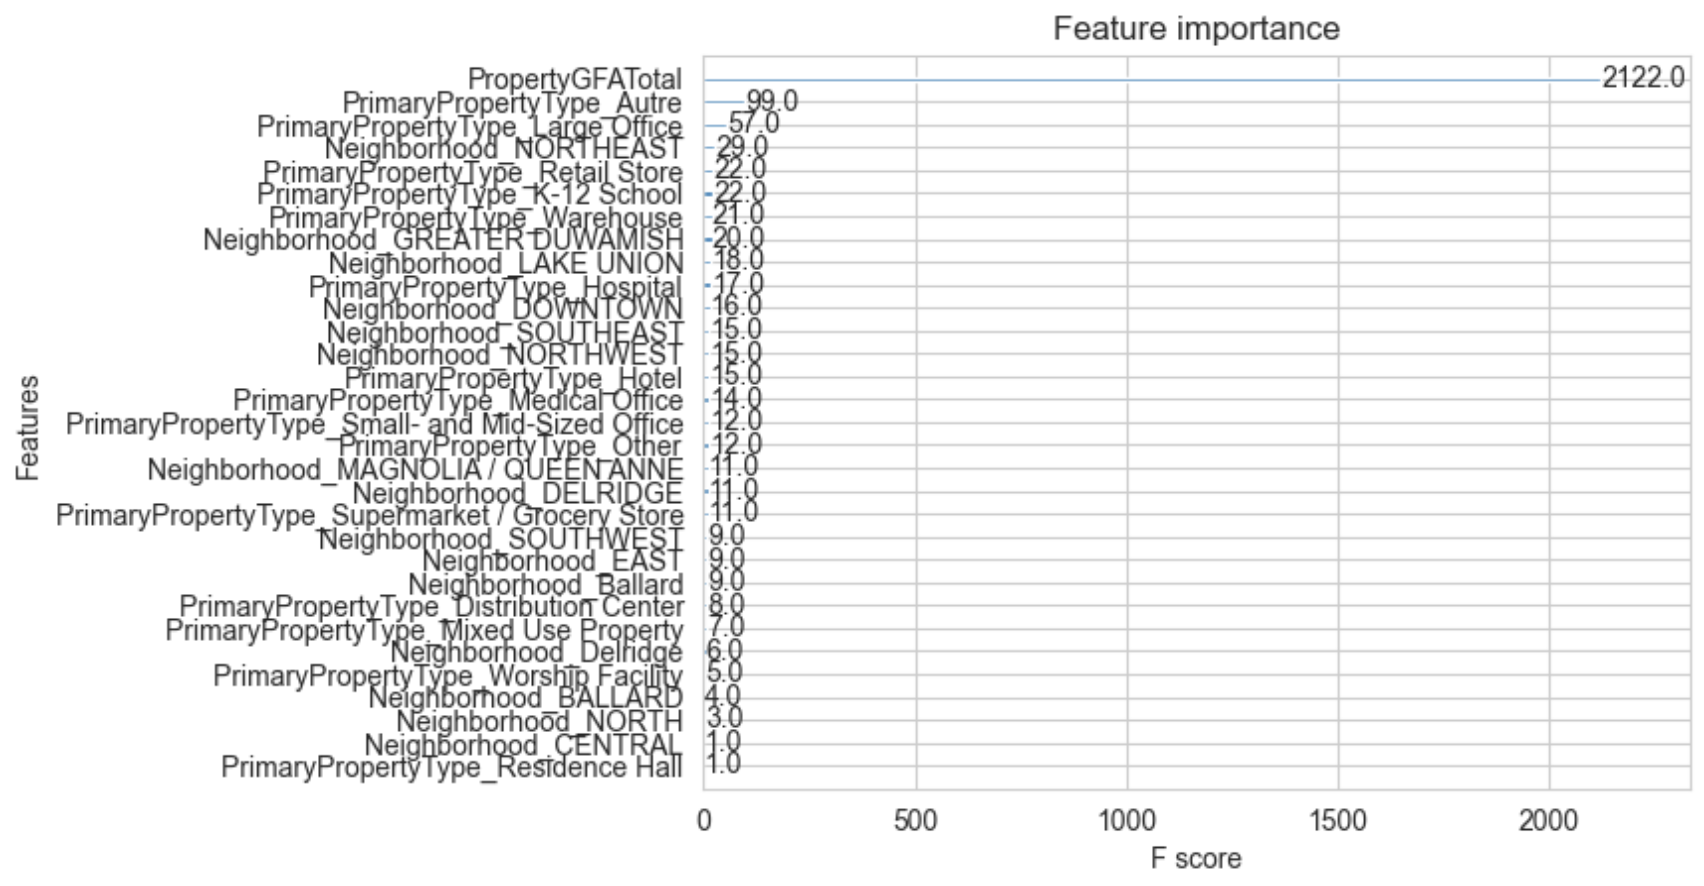 Feature importance
PropertyGFATotal 2122.0
PrimaryPropertyType_Autre 99.0
PrimaryPropertyType_Large Office 57.0
Neighborhood_NORTHEAST 29.0
PrimaryPropertyType_Retail Store 22.0
PrimaryPropertyType_K-12 School 22.0
PrimaryPropertyType_Warehouse 21.0
Neighborhood_GREATER DUWAMISH 20.0
Neighborhood_LAKE UNION 18.0
PrimaryPropertyType_Hospital 17.0
Neighborhood_DOWNTOWN 16.0
Neighborhood_SOUTHEAST 15.0
Neighborhood_NORTHWEST 15.0
PrimaryPropertyType_Hotel 15.0
PrimaryPropertyType_Medical Office 14.0
PrimaryPropertyType_Small- and Mid-Sized Office 12.0
PrimaryPropertyType_Other 12.0
Neighborhood_MAGNOLIA / QUEEN ANNE 11.0
Neighborhood_DELRIDGE 11.0
PrimaryPropertyType_Supermarket / Grocery Store 11.0
Neighborhood_SOUTHWEST 9.0
Neighborhood_EAST 9.0
Neighborhood_Ballard 9.0
PrimaryPropertyType_Distribution Center 8.0
PrimaryPropertyType_Mixed Use Property 7.0
Neighborhood_Delridge 6.0
PrimaryPropertyType_Worship Facility 5.0
Neighborhood_BALLARD 4.0
Neighborhood_NORTH 3.0
Neighborhood_CENTRAL 1.0
PrimaryPropertyType_Residence Hall 1.0
Features
0 500 1000 1500 2000
F score